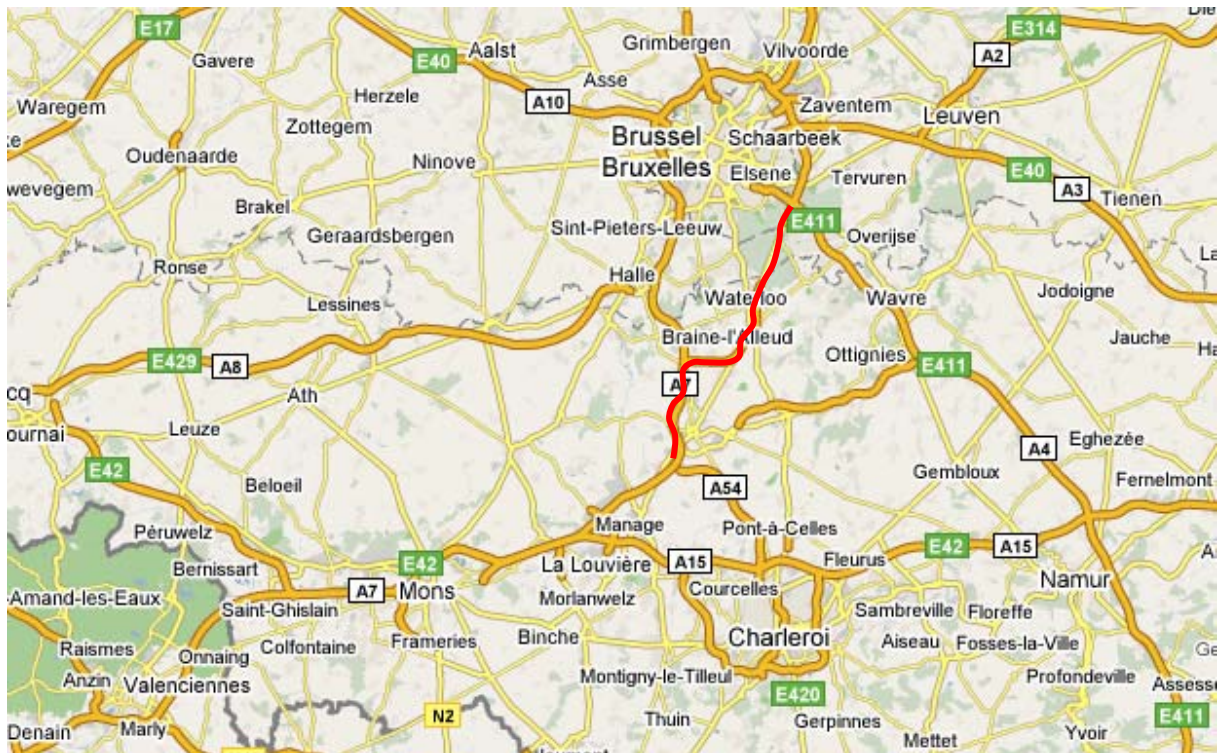 E17
Gavere
Aalst
E40
Grimbergen
Vilvoorde
E314
A2
Asse
Herzele
Waregem
A10
Zaventem
Leuven
Zottegem
Brussel
Bruxelles
Schaarbeek
Oudenaarde
Ninove
Elsene
Tervuren
E40
A3
Tienen
Brakel
Geraardsbergen
Sint-Pieters-Leeuw
E411
Overijse
Ronse
Lessines
Halle
Waterloo
Wavre
Jodoigne
Braine-l'Alleud
Jauche
E429
A8
Ottignies
E411
A7
Ath
Leuze
Eghezée
E42
A4
Gembloux
Fernelmont
Beloeil
A54
Péruwelz
Manage
Pont-à-Celles
E42
Bernissart
A7
Mons
La Louvière
A15
Fleurus
E42
A15
Namur
-Amand-les-Eaux
Saint-Ghislain
Morlanwelz
Courcelles
Sambreville
Floreffe
Raismes
Onnaing
Colfontaine
Frameries
Binche
Charleroi
Aiseau
Fosses-la-Ville
Anzin
Valenciennes
Montigny-le-Tilleul
E420
Profondeville
Assesse
Denain
Marly
N2
Thuin
Gerpinnes
Mettet
Yvoir
E411